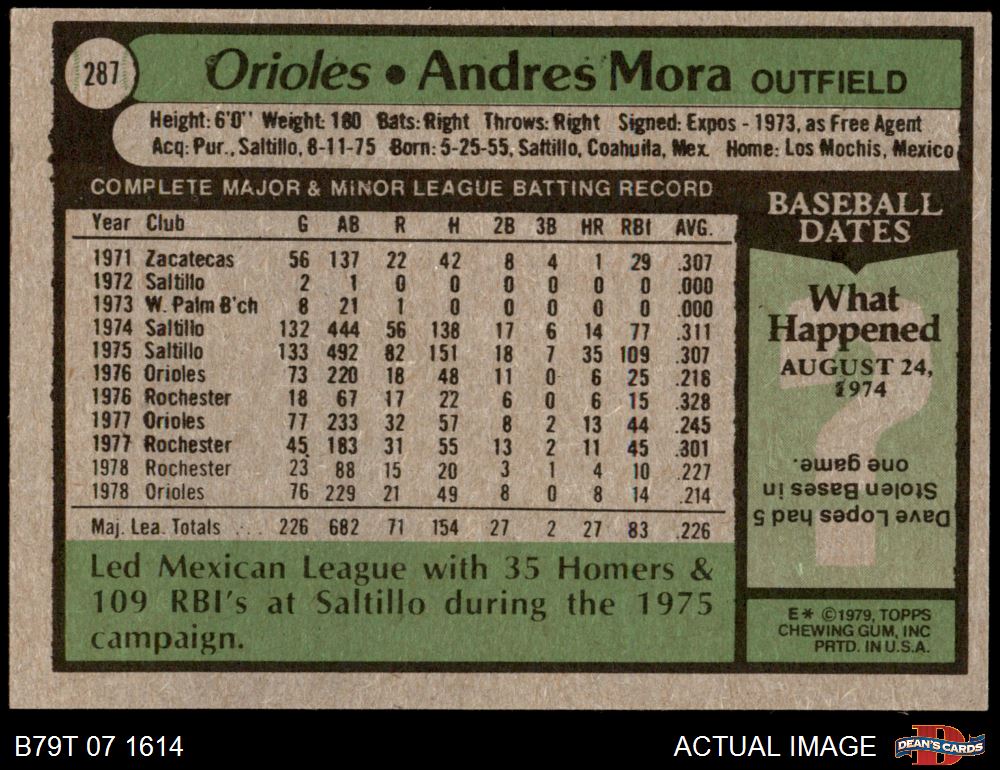 287
Orioles • Andres Mora OUTFIELD
Height: 6'0" Weight: 180 Bats: Right Throws: Right Signed: Expos - 1973, as Free Agent
Acq: Pur., Saltillo, 8-11-75 Born: 5-25-55, Saltillo, Coahuila, Mex. Home: Los Mochis, Mexico
COMPLETE MAJOR & MINOR LEAGUE BATTING RECORD
Year Club G AB R H 2B 3B HR RBI AVG.
1971 Zacatecas 56 137 22 42 8 4 1 29 .307
1972 Saltillo 2 1 0 0 0 0 0 0 .000
1973 W. Palm B'ch 8 21 1 0 0 0 0 0 .000
1974 Saltillo 132 444 56 138 17 6 14 77 .311
1975 Saltillo 133 492 82 151 18 7 35 109 .307
1976 Orioles 73 220 18 48 11 0 6 25 .218
1976 Rochester 18 67 17 22 6 0 6 15 .328
1977 Orioles 77 233 32 57 8 2 13 44 .245
1977 Rochester 45 183 31 55 13 2 11 45 .301
1978 Rochester 23 88 15 20 3 1 4 10 .227
1978 Orioles 76 229 21 49 8 0 8 14 .214
Maj. Lea. Totals ... 226 682 71 154 27 2 27 83 .226
Led Mexican League with 35 Homers &
109 RBI's at Saltillo during the 1975
campaign.
BASEBALL
DATES
What
Happened
AUGUST 24,
1974
?
Dave Lopes had 5
Stolen Bases in
one game.
E* ©1979, TOPPS
CHEWING GUM, INC
PRTD. IN U.S.A.
B79T 07 1614
ACTUAL IMAGE
D
DEAN'S CARDS